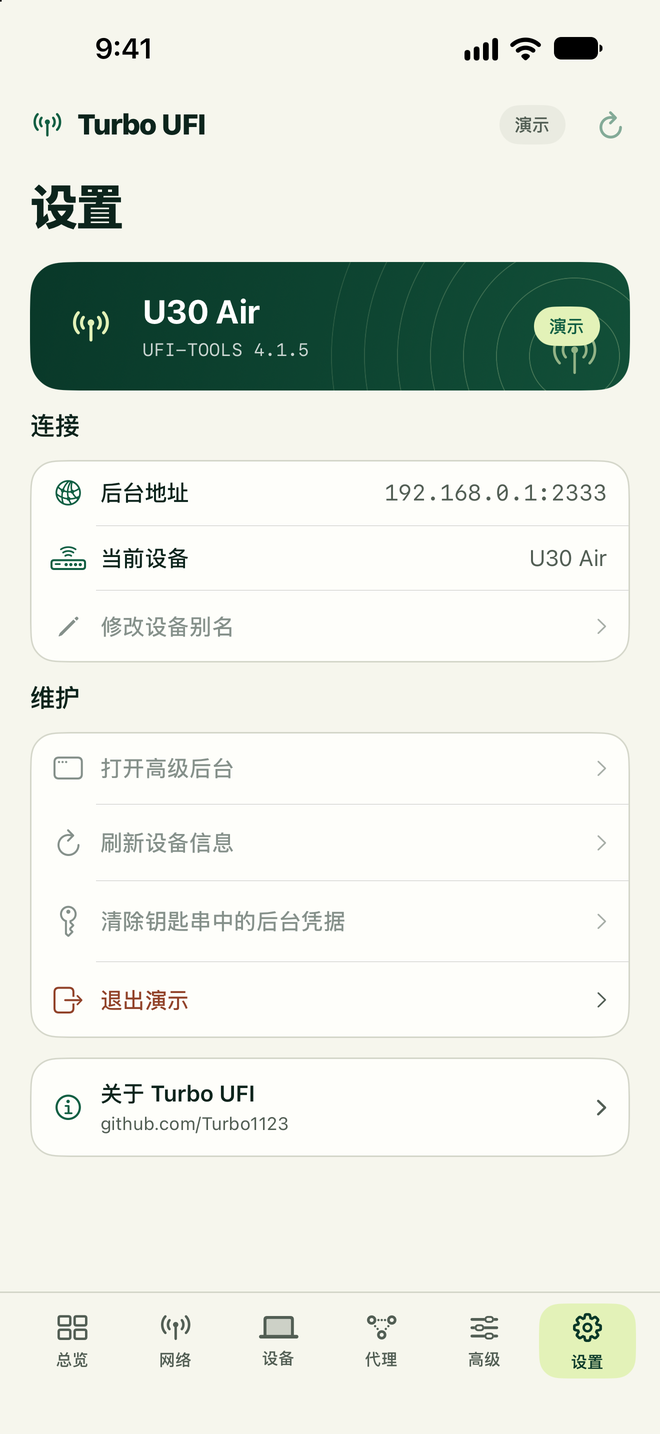 9:41
Turbo UFI
演示
设置
U30 Air
UFI-TOOLS 4.1.5
演示
连接
后台地址
192.168.0.1:2333
当前设备
U30 Air
修改设备别名
维护
打开高级后台
刷新设备信息
清除钥匙串中的后台凭据
退出演示
关于 Turbo UFI
github.com/Turbo1123
总览
网络
设备
代理
高级
设置